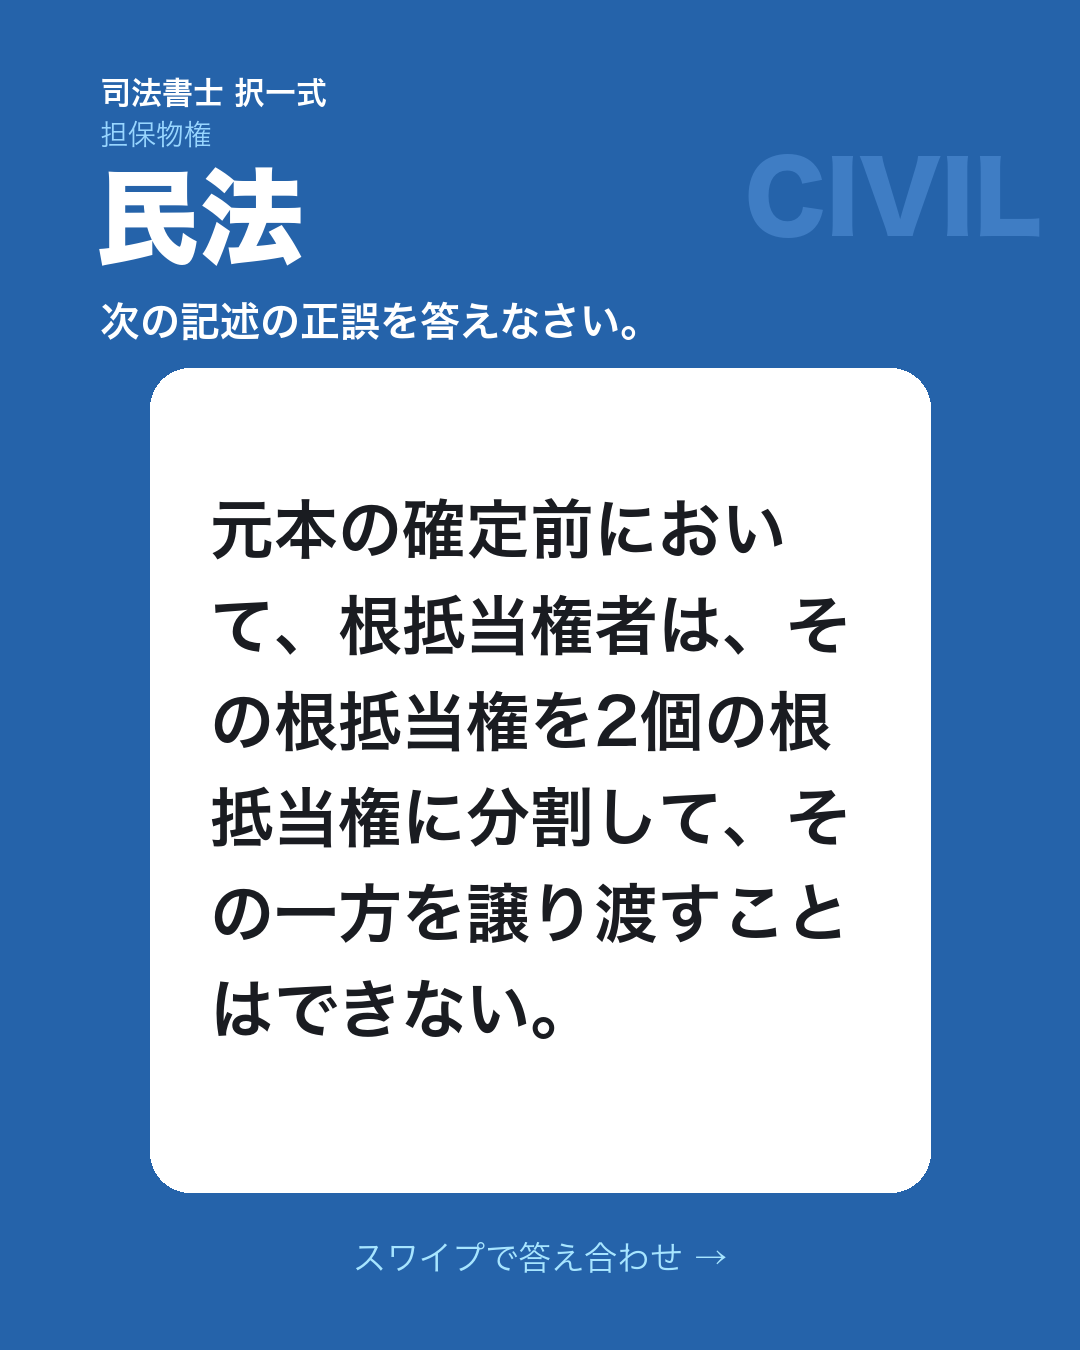 司法書士 択一式
担保物権
民法
CIVIL
次の記述の正誤を答えなさい。
元本の確定前におい
て、根抵当権者は、そ
の根抵当権を2個の根
抵当権に分割して、そ
の一方を譲り渡すこと
はできない。
スワイプで答え合わせ →